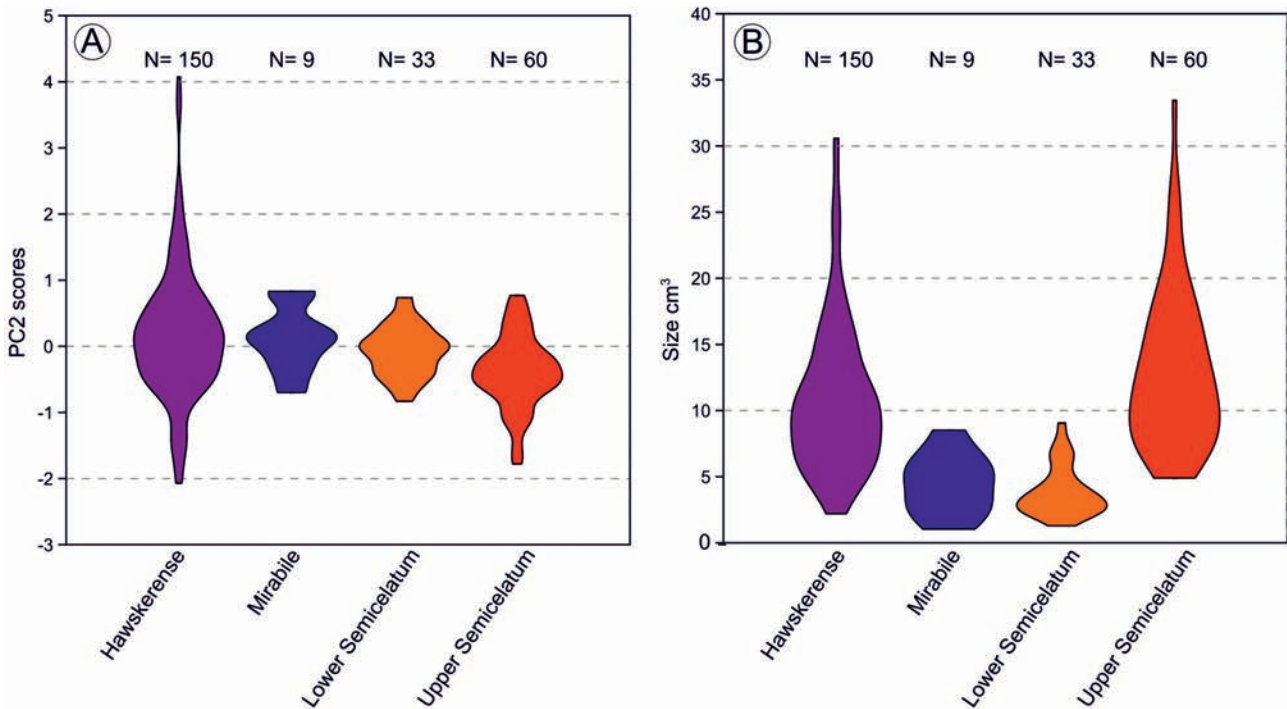 A
N= 150 N= 9 N= 33 N= 60
5
4
3
2
1
0
-1
-2
-3
PC2 scores
Hawskerense
Mirabile
Lower Semicelatum
Upper Semicelatum
B
N= 150 N= 9 N= 33 N= 60
40
35
30
25
20
15
10
5
0
Size cm³
Hawskerense
Mirabile
Lower Semicelatum
Upper Semicelatum